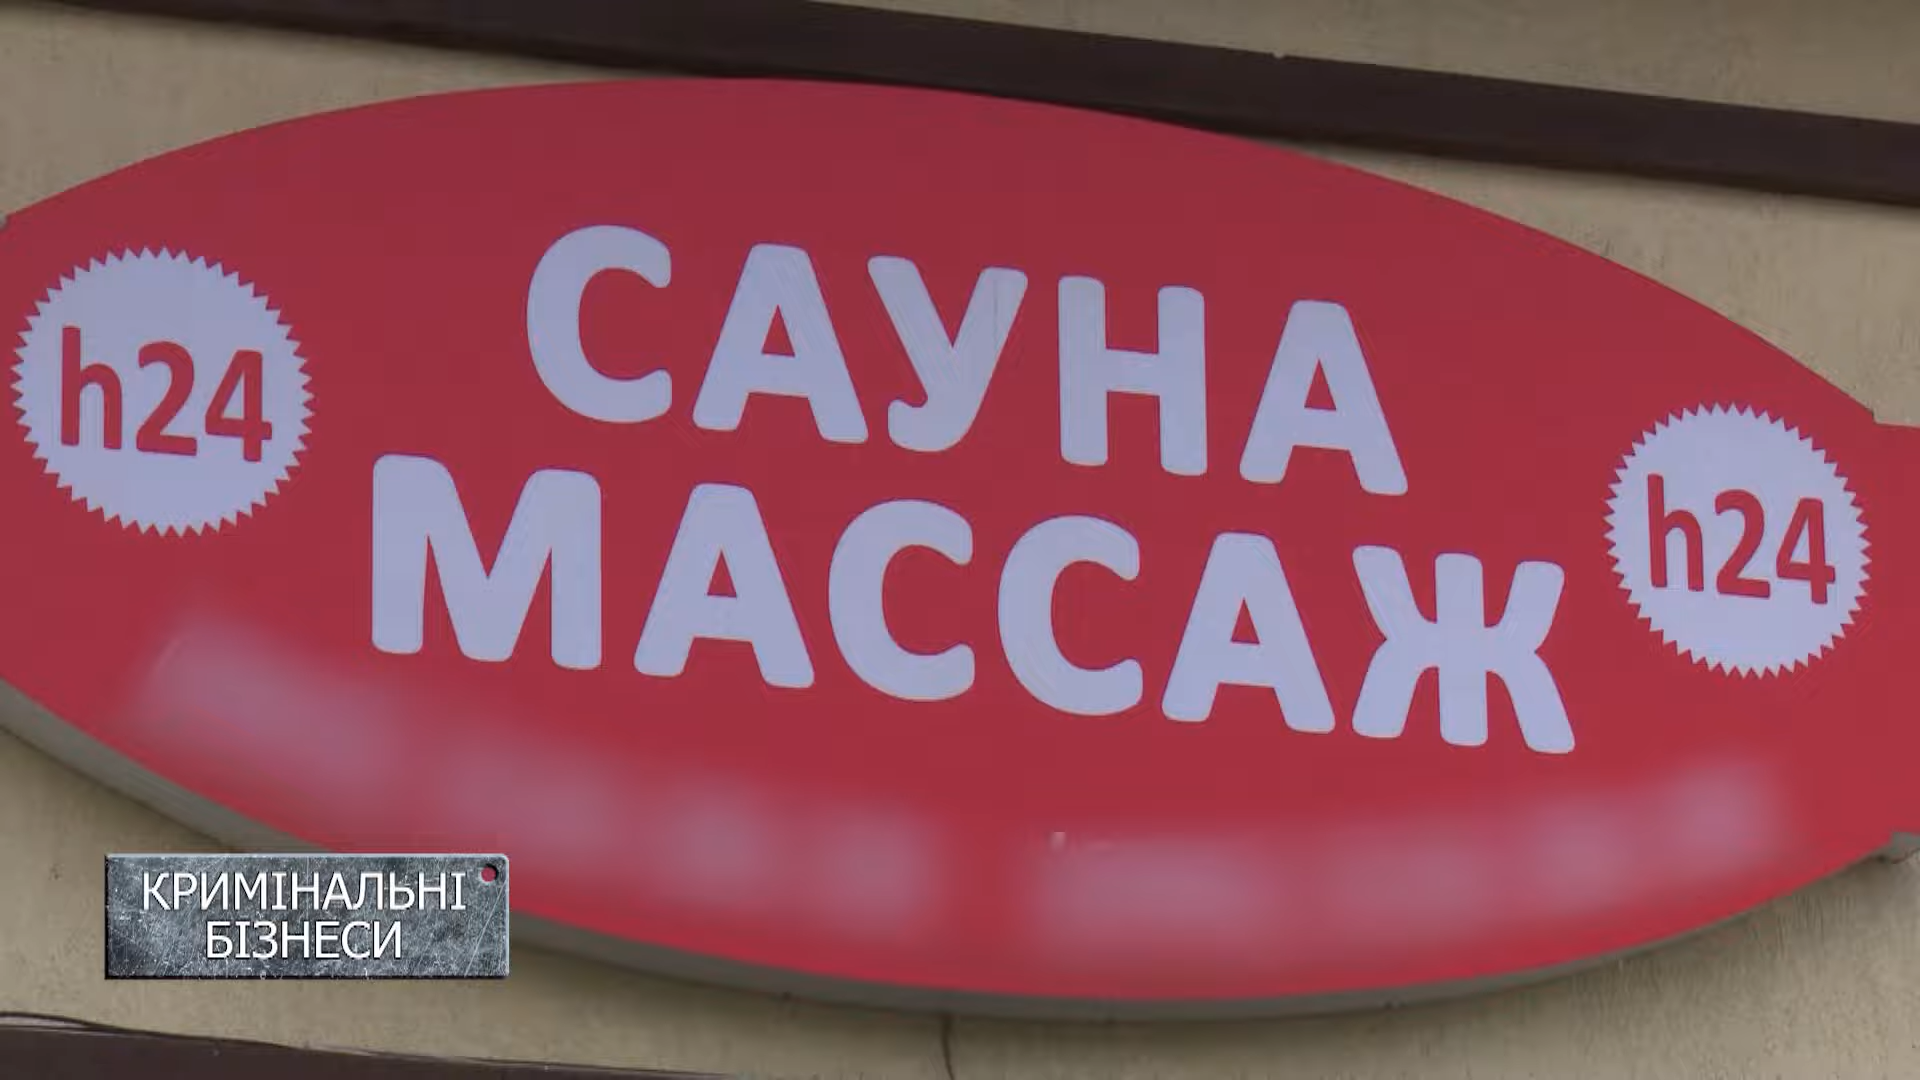 САУНА
МАССАЖ
h24
h24
КРИМІНАЛЬНІ
БІЗНЕСИ